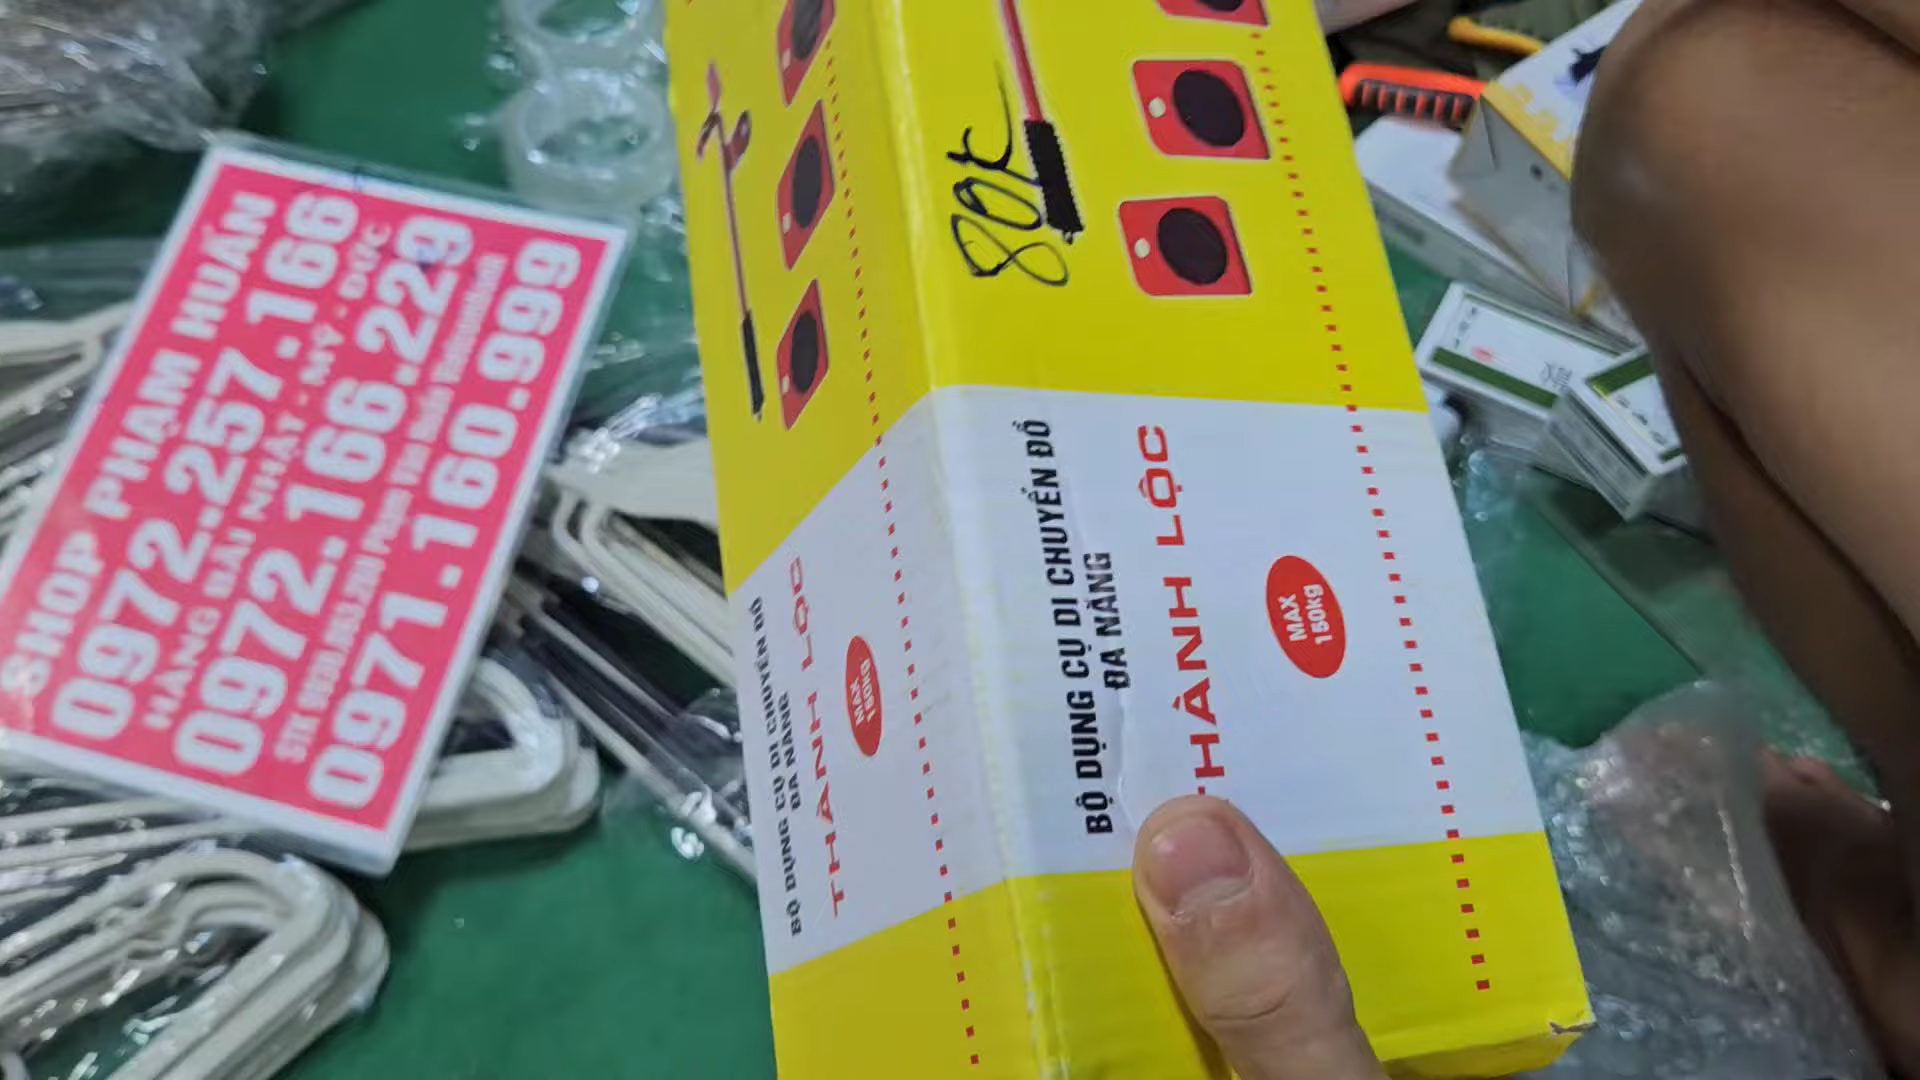 SHOP PHẠM HUẤN
0972.257.166
HÀNG BÃI NHẬT - MỸ - ĐỨC
0972.166.229
0971.160.999
80k
BỘ DỤNG CỤ DI CHUYỂN ĐỒ
ĐA NĂNG
THÀNH LỘC
MAX
150kg
BỘ DỤNG CỤ DI CHUYỂN ĐỒ
ĐA NĂNG
HÀNH LỘC
MAX
150kg